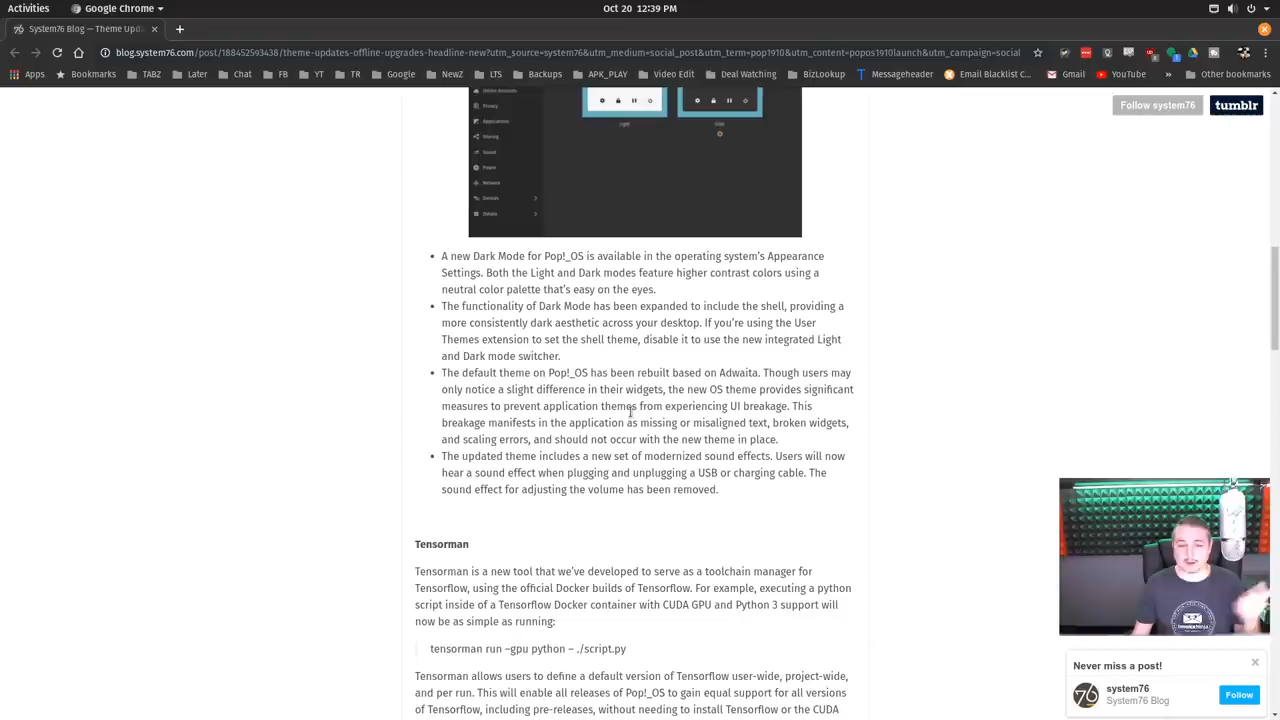 Activities
Google Chrome
Oct 20 12:39 PM
System76 Blog — Theme Upd
blog.system76.com/post/188452593438/theme-updates-offline-upgrades-headline-new?utm_source=system76&utm_medium=social_post&utm_term=pop1910&utm_content=popos1910launch&utm_campaign=social
Apps Bookmarks TABZ Later Chat FB YT TR Google NewZ LTS Backups APK_PLAY Video Edit Deal Watching BizLookup Messageheader Email Blacklist C... Gmail YouTube Other bookmarks
Follow system76 tumblr
Online Accounts
Privacy
Applications
Sharing
Sound
Power
Network
Devices
Details
Light
A new Dark Mode for Pop!_OS is available in the operating system’s Appearance
Settings. Both the Light and Dark modes feature higher contrast colors using a
neutral color palette that’s easy on the eyes.
The functionality of Dark Mode has been expanded to include the shell, providing a
more consistently dark aesthetic across your desktop. If you’re using the User
Themes extension to set the shell theme, disable it to use the new integrated Light
and Dark mode switcher.
The default theme on Pop!_OS has been rebuilt based on Adwaita. Though users may
only notice a slight difference in their widgets, the new OS theme provides significant
measures to prevent application themes from experiencing UI breakage. This
breakage manifests in the application as missing or misaligned text, broken widgets,
and scaling errors, and should not occur with the new theme in place.
The updated theme includes a new set of modernized sound effects. Users will now
hear a sound effect when plugging and unplugging a USB or charging cable. The
sound effect for adjusting the volume has been removed.
Tensorman
Tensorman is a new tool that we’ve developed to serve as a toolchain manager for
Tensorflow, using the official Docker builds of Tensorflow. For example, executing a python
script inside of a Tensorflow Docker container with CUDA GPU and Python 3 support will
now be as simple as running:
tensorman run –gpu python – ./script.py
Tensorman allows users to define a default version of Tensorflow user-wide, project-wide,
and per run. This will enable all releases of Pop!_OS to gain equal support for all versions
of Tensorflow, including pre-releases, without needing to install Tensorflow or the CUDA
Never miss a post!
system76
System76 Blog
Follow